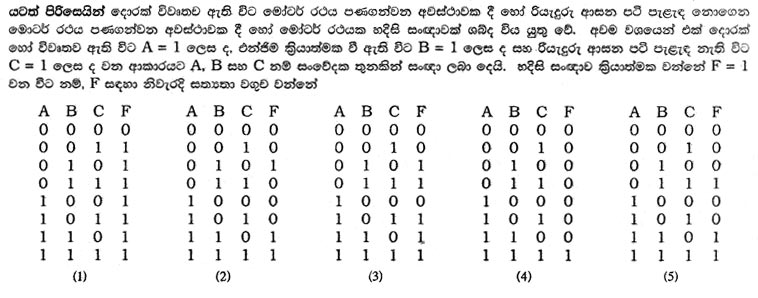 යටත් පිරිසෙයින් දොරක් විවෘතව ඇති විට මෝටර් රථය පණගන්වන අවස්ථාවක දී හෝ රියැදුරු ආසන පටි පැළැඳ නොගෙන
මොටර් රථය පණගන්වන අවස්ථාවක දී හෝ මෝටර් රථයක හදිසි සංඥාවක් ශබ්ද විය යුතු වේ. අවම වශයෙන් එක් දොරක්
හෝ විවෘතව ඇති විට A = 1 ලෙස ද, එන්ජිම ක්‍රියාත්මක වී ඇති විට B = 1 ලෙස ද සහ රියැදුරු ආසන පටි පැළැඳ නැති විට
C = 1 ලෙස ද වන ආකාරයට A, B සහ C නම් සංවේදක තුනකින් සංඥා ලබා දෙයි. හදිසි සංඥාව ක්‍රියාත්මක වන්නේ F = 1
වන විට නම්, F සඳහා නිවැරදි සත්‍යතා වගුව වන්නේ
A B C F A B C F A B C F A B C F A B C F
0 0 0 0 0 0 0 0 0 0 0 0 0 0 0 0 0 0 0 0
0 0 1 1 0 0 1 0 0 0 1 0 0 0 1 0 0 0 1 0
0 1 0 1 0 1 0 1 0 1 0 1 0 1 0 0 0 1 0 0
0 1 1 1 0 1 1 0 0 1 1 1 0 1 1 0 0 1 1 1
1 0 0 1 1 0 0 0 1 0 0 0 1 0 0 0 1 0 0 0
1 0 1 1 1 0 1 0 1 0 1 1 1 0 1 0 1 0 1 0
1 1 0 1 1 1 0 1 1 1 0 1 1 1 0 0 1 1 0 1
1 1 1 1 1 1 1 1 1 1 1 1 1 1 1 1 1 1 1 1
(1) (2) (3) (4) (5)